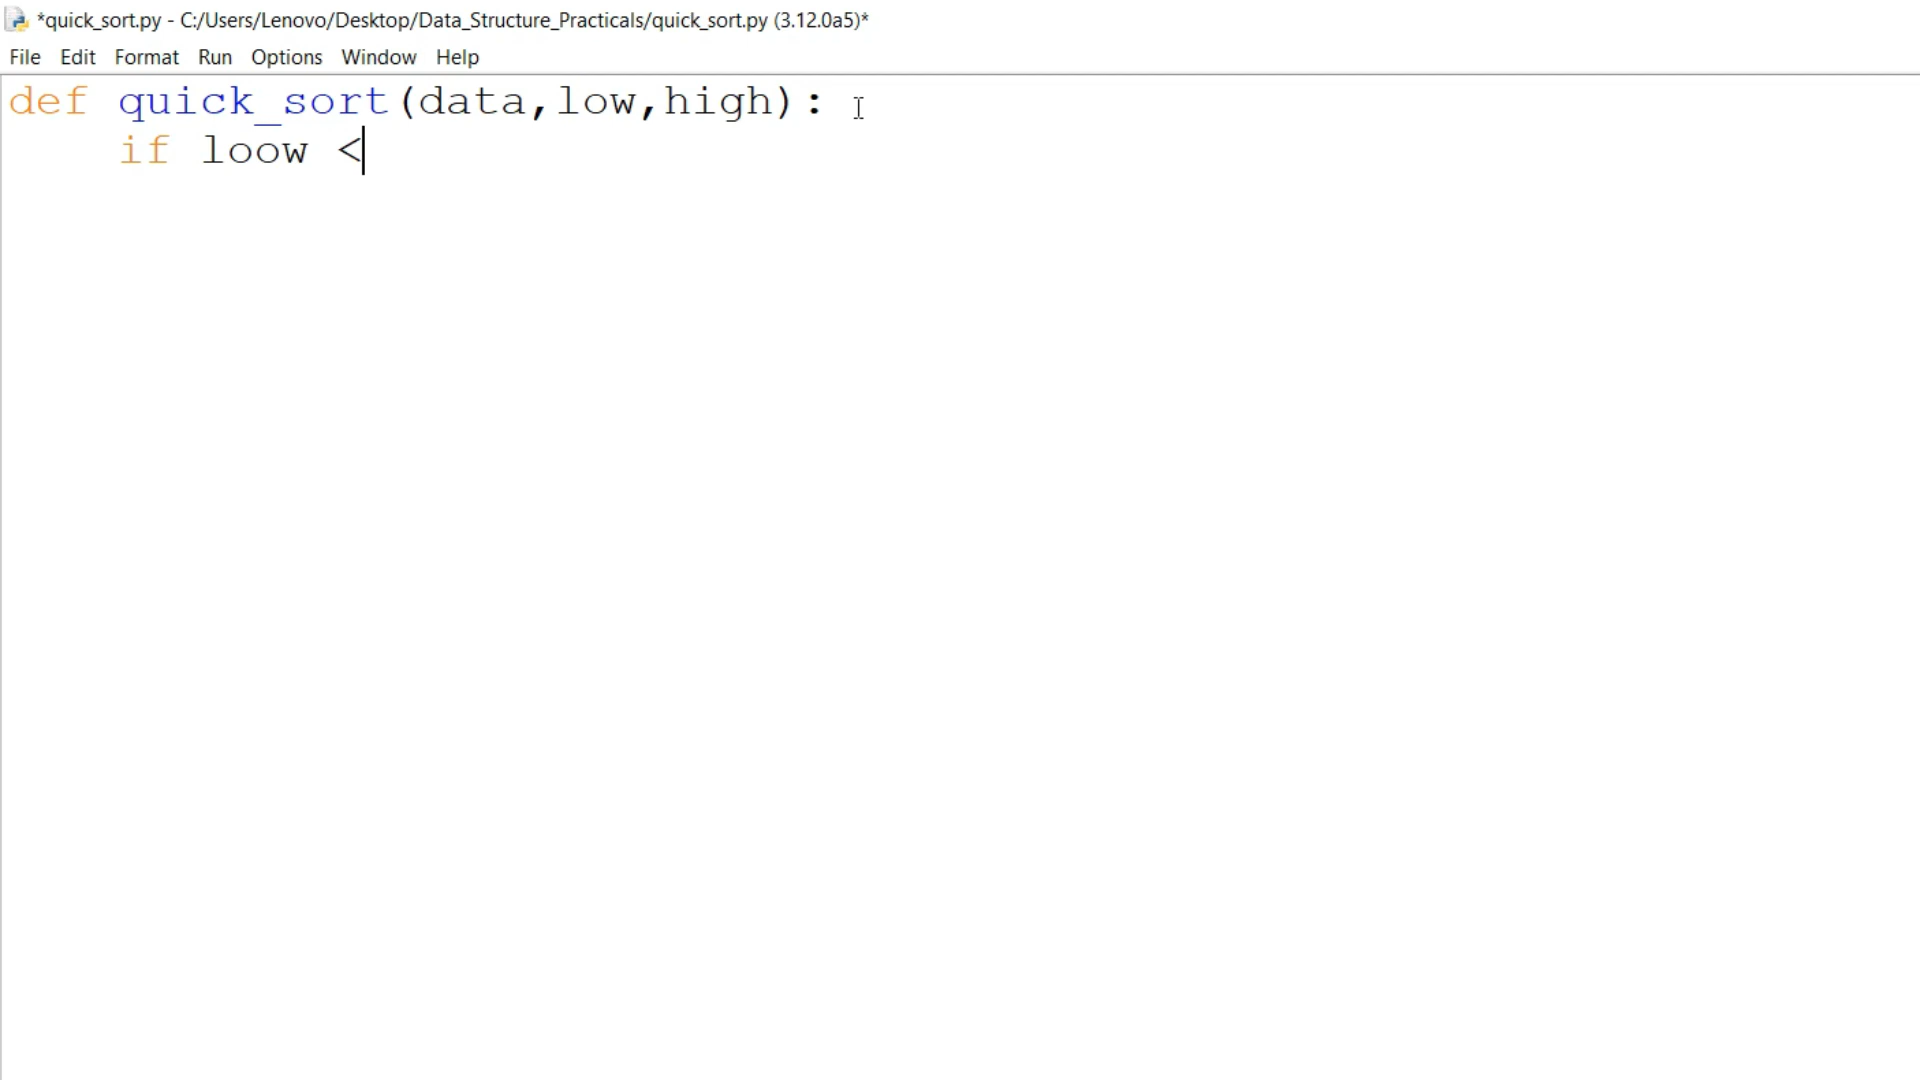 *quick_sort.py - C:/Users/Lenovo/Desktop/Data_Structure_Practicals/quick_sort.py (3.12.0a5)*
File Edit Format Run Options Window Help
def quick_sort(data,low,high):
    if loow <